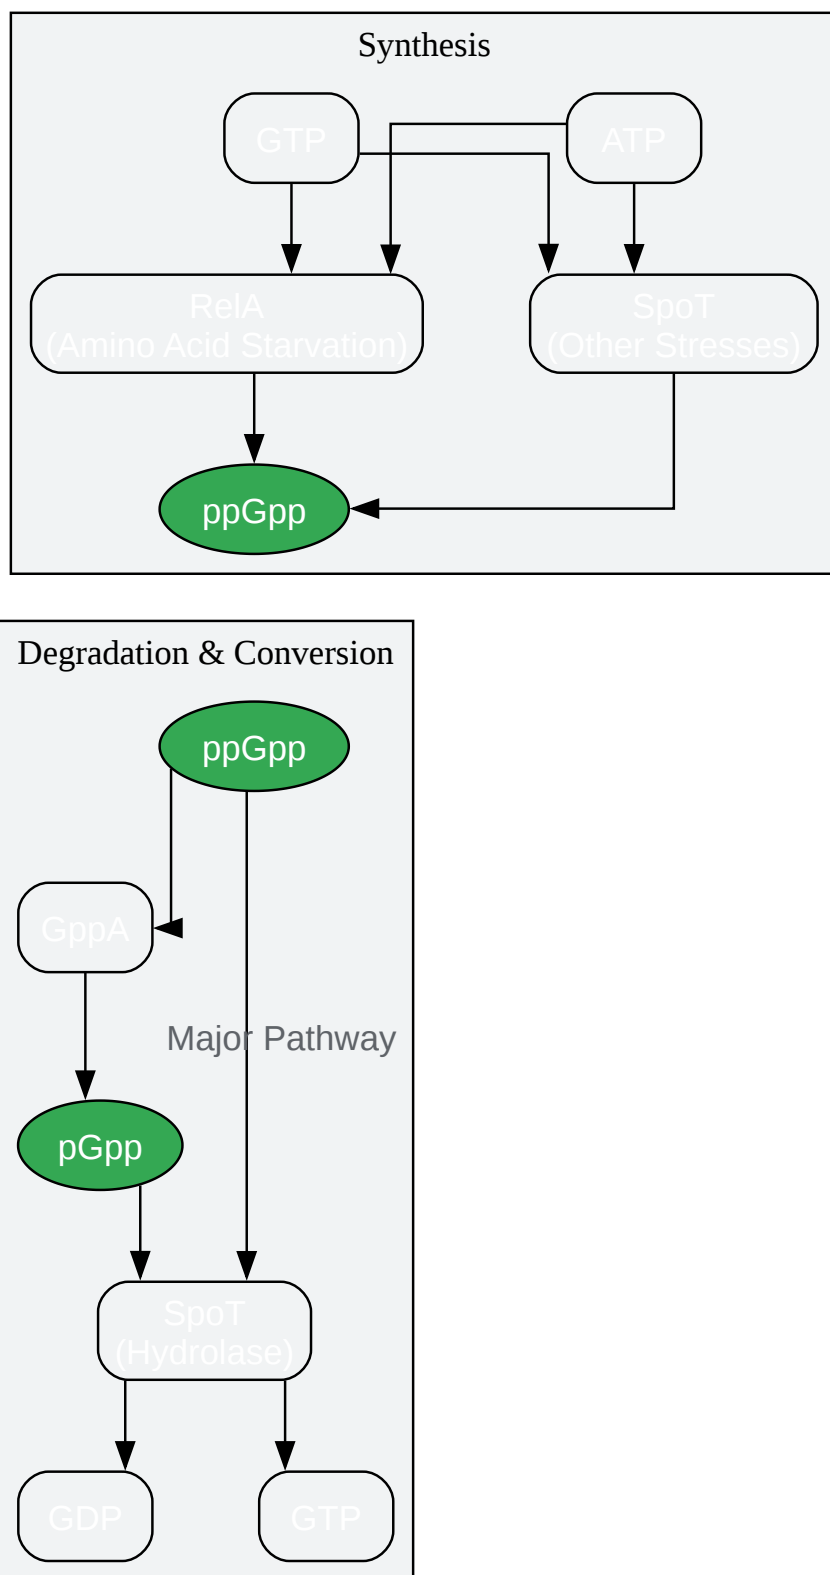 Synthesis
GTP
ATP
RelA
(Amino Acid Starvation)
SpoT
(Other Stresses)
ppGpp
Degradation & Conversion
ppGpp
GppA
Major Pathway
pGpp
SpoT
(Hydrolase)
GDP
GTP